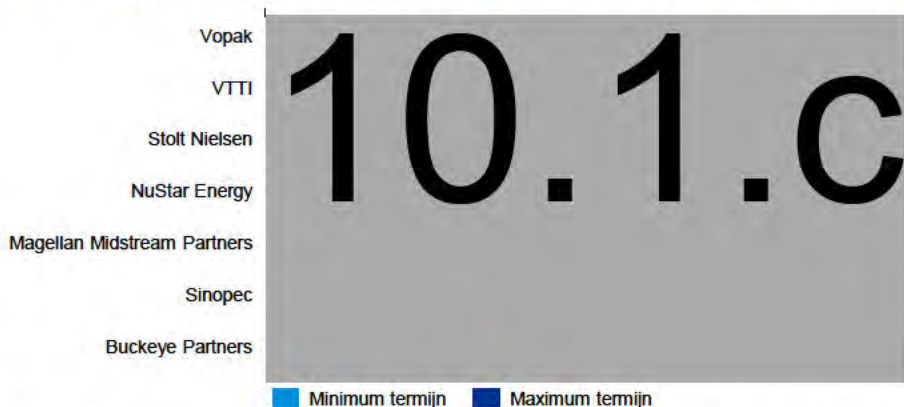 Vopak
10.1.c
VTTI
Stolt Nielsen
NuStar Energy
Magellan Midstream Partners
Sinopec
Buckeye Partners
Minimum termijn Maximum termijn